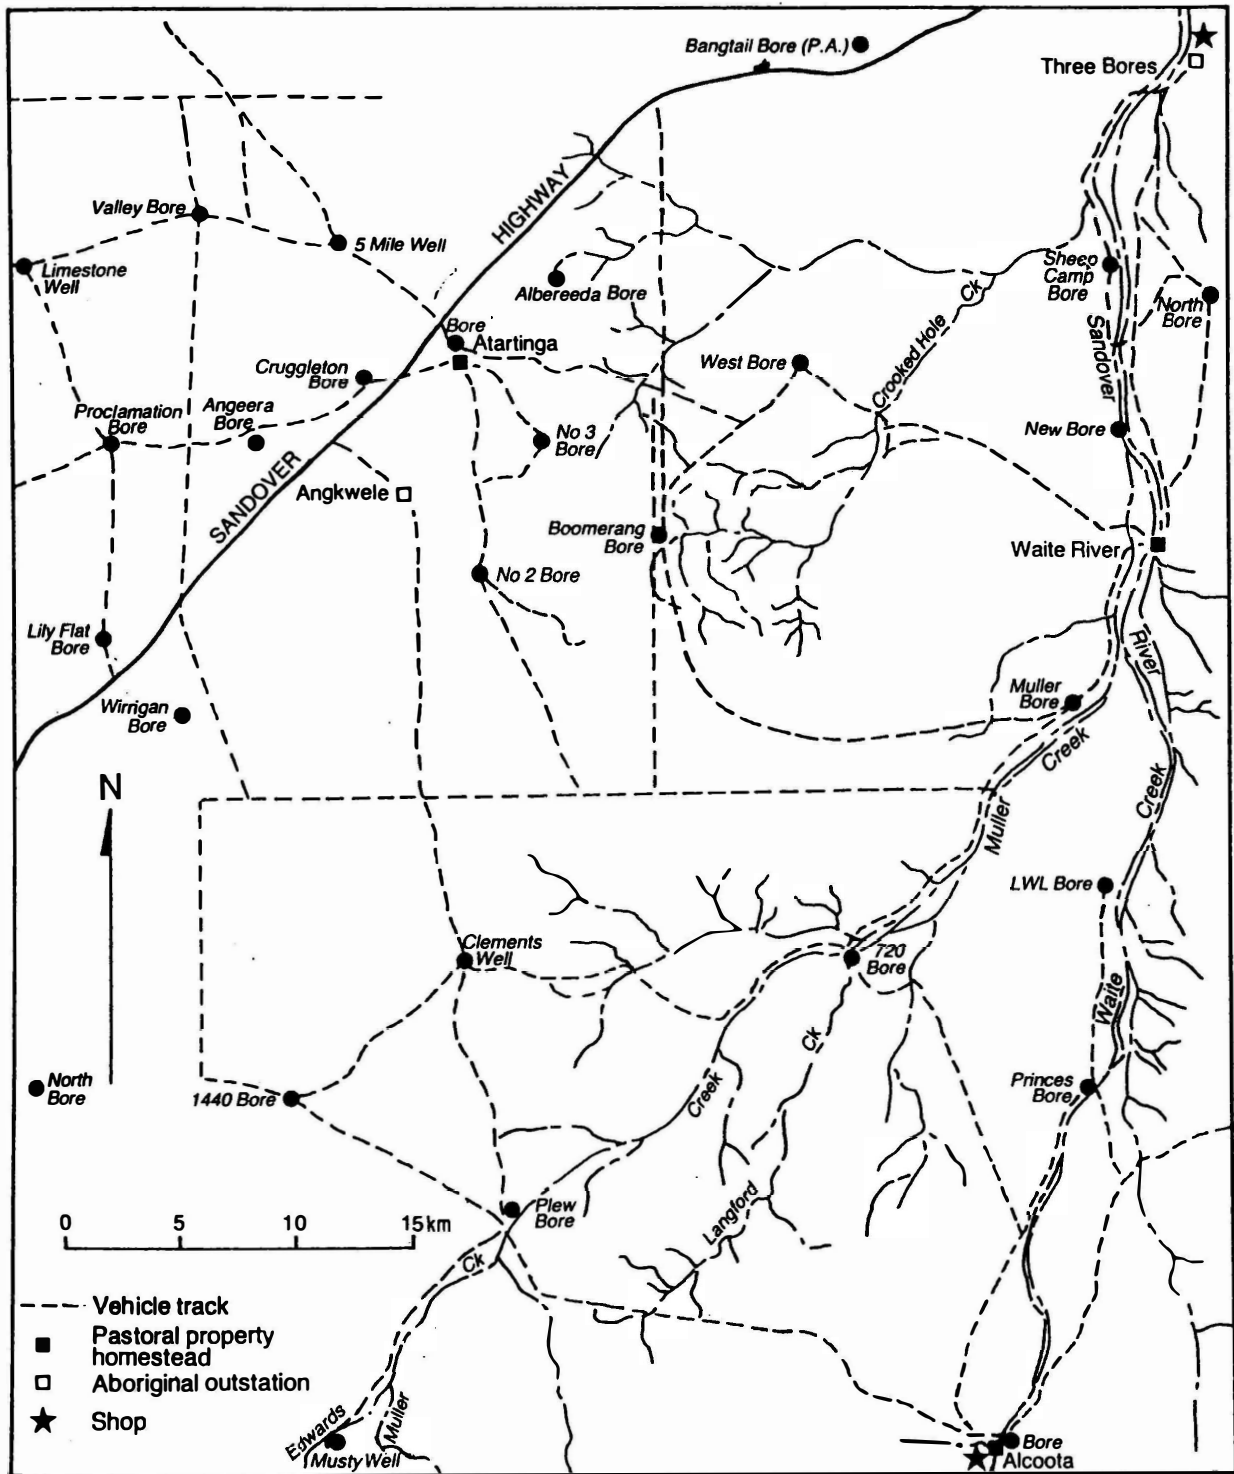 Bangtail Bore (P.A.)
Three Bores
HIGHWAY
Valley Bore
5 Mile Well
Limestone
Well
Albereeda Bore
Sheep
Camp
Bore
North
Bore
Ck
Crooked Hole
Sandover
Bore
Atartinga
West Bore
Cruggleton
Bore
Proclamation
Bore
Angeera
Bore
No 3
Bore
New Bore
SANDOVER
Angkwele
Boomerang
Bore
Waite River
No 2 Bore
Lily Flat
Bore
River
Wirrigan
Bore
Muller
Bore
Creek
N
Muller
Creek
LWL Bore
Clements
Well
720
Bore
Waite
Ck
North
Bore
1440 Bore
Creek
Princes
Bore
Plew
Bore
Langford
0 5 10 15 km
Ck
Vehicle track
Pastoral property
homestead
Aboriginal outstation
Shop
Edwards
Muller
Musty Well
Bore
Alcoota